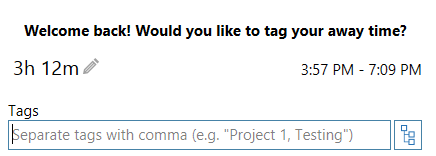 Welcome back! Would you like to tag your away time?
3h 12m 3:57 PM - 7:09 PM
Tags
Separate tags with comma (e.g. "Project 1, Testing")